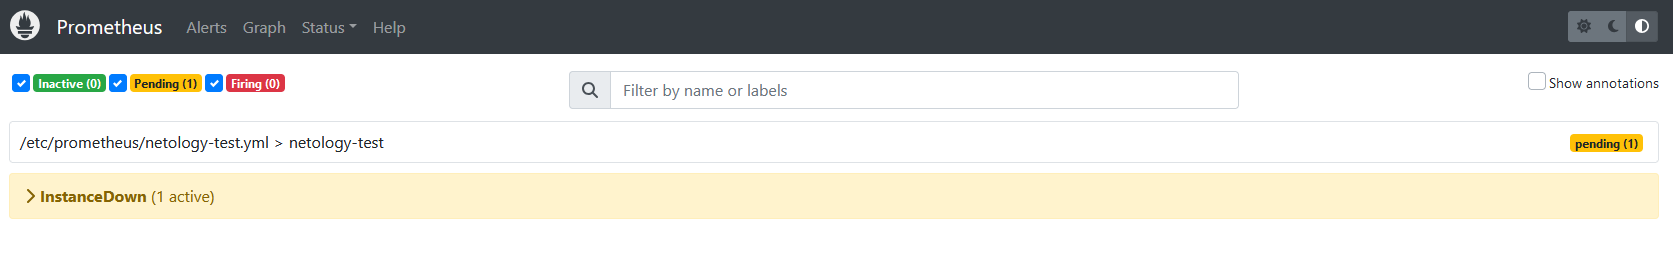 Prometheus Alerts Graph Status Help
Inactive (0) Pending (1) Firing (0) Filter by name or labels Show annotations
/etc/prometheus/netology-test.yml > netology-test pending (1)
InstanceDown (1 active)